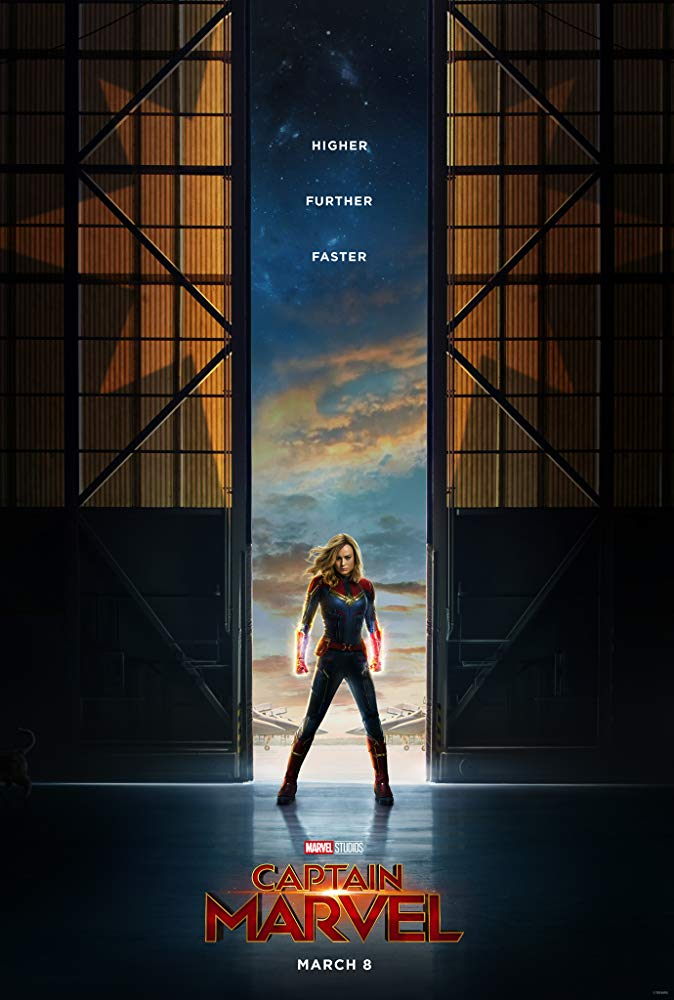 HIGHER
FURTHER
FASTER
MARVEL STUDIOS
CAPTAIN
MARVEL
MARCH 8